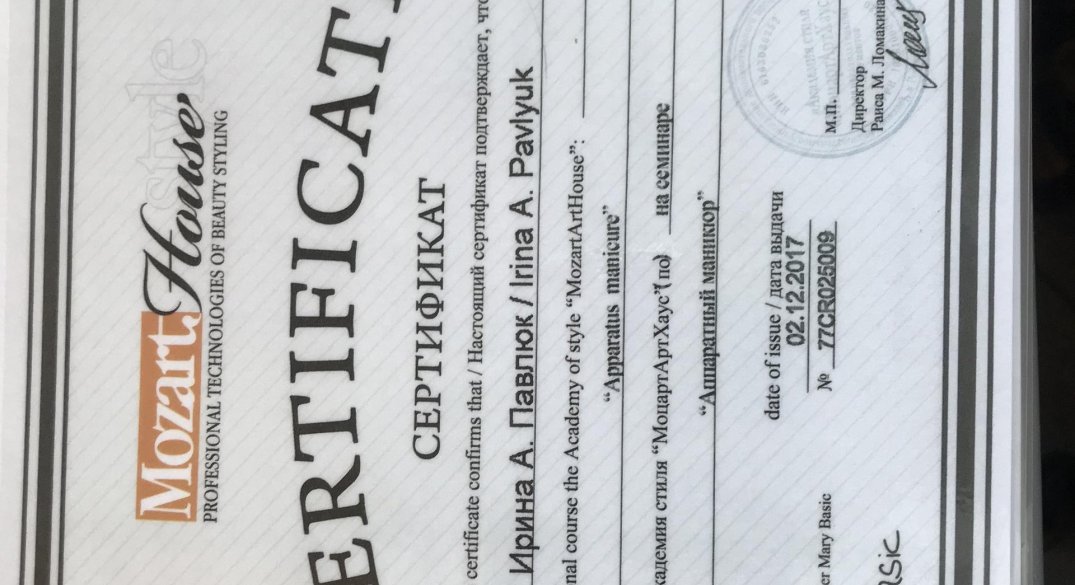 Mozart House
style
PROFESSIONAL TECHNOLOGIES OF BEAUTY STYLING
ERTIFICAT
СЕРТИФИКАТ
certificate confirms that / Настоящий сертификат подтверждает, что
Ирина А. Павлюк / Irina A. Pavlyuk
nal course the Academy of style “MozartArtHouse”: -
“Apparatus manicure”
кадемия стиля “МоцартАртХаус”( по) на семинаре
“Аппаратный маникюр”
date of issue / дата выдачи
02.12.2017
№ 77CR025009
er Mary Basic
м.п.
Директор
Раиса М. Ломакина